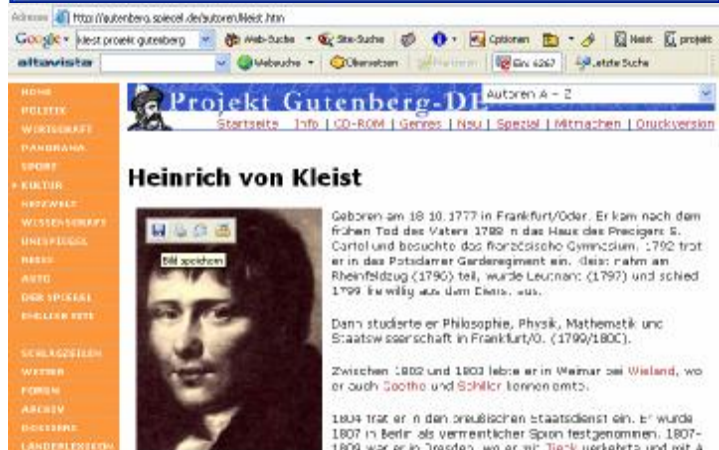 Adresse http://gutenberg.spiegel.de/autoren/kleist.htm
Google kleist projekt gutenberg Web-Suche Site-Suche Optionen Kleist projekt
altavista Websuche Übersetzen Letzte Suche
HOME
POLITIK
WIRTSCHAFT
PANORAMA
SPORT
KULTUR
NETZWELT
WISSENSCHAFT
UNISPIEGEL
REISE
AUTO
DER SPIEGEL
ENGLISH SITE
SCHLAGZEILEN
WETTER
FOREN
ARCHIV
DOSSIERS
LÄNDERLEXIKON
Projekt Gutenberg-DE
Autoren A - Z
Startseite Info | CD-ROM | Genres | Neu | Spezial | Mitmachen | Druckversion
Heinrich von Kleist
Bild speichern
Geboren am 18.10.1777 in Frankfurt/Oder. Er kam nach dem
frühen Tod des Vaters 1788 in das Haus des Predigers S.
Cartel und besuchte das französische Gymnasium. 1792 trat
er in das Potsdamer Garderegiment ein. Kleist nahm am
Rheinfeldzug (1796) teil, wurde Leutnant (1797) und schied
1799 freiwillig aus dem Dienst aus.
Dann studierte er Philosophie, Physik, Mathematik und
Staatswissenschaft in Frankfurt/O. (1799/1800).
Zwischen 1802 und 1803 lebte er in Weimar bei Wieland, wo
er auch Goethe und Schiller kennenlernte.
1804 trat er in den preußischen Staatsdienst ein. Er wurde
1807 in Berlin als vermeintlicher Spion festgenommen. 1807-
1809 war er in Dresden, wo er mit Tieck verkehrte und mit A